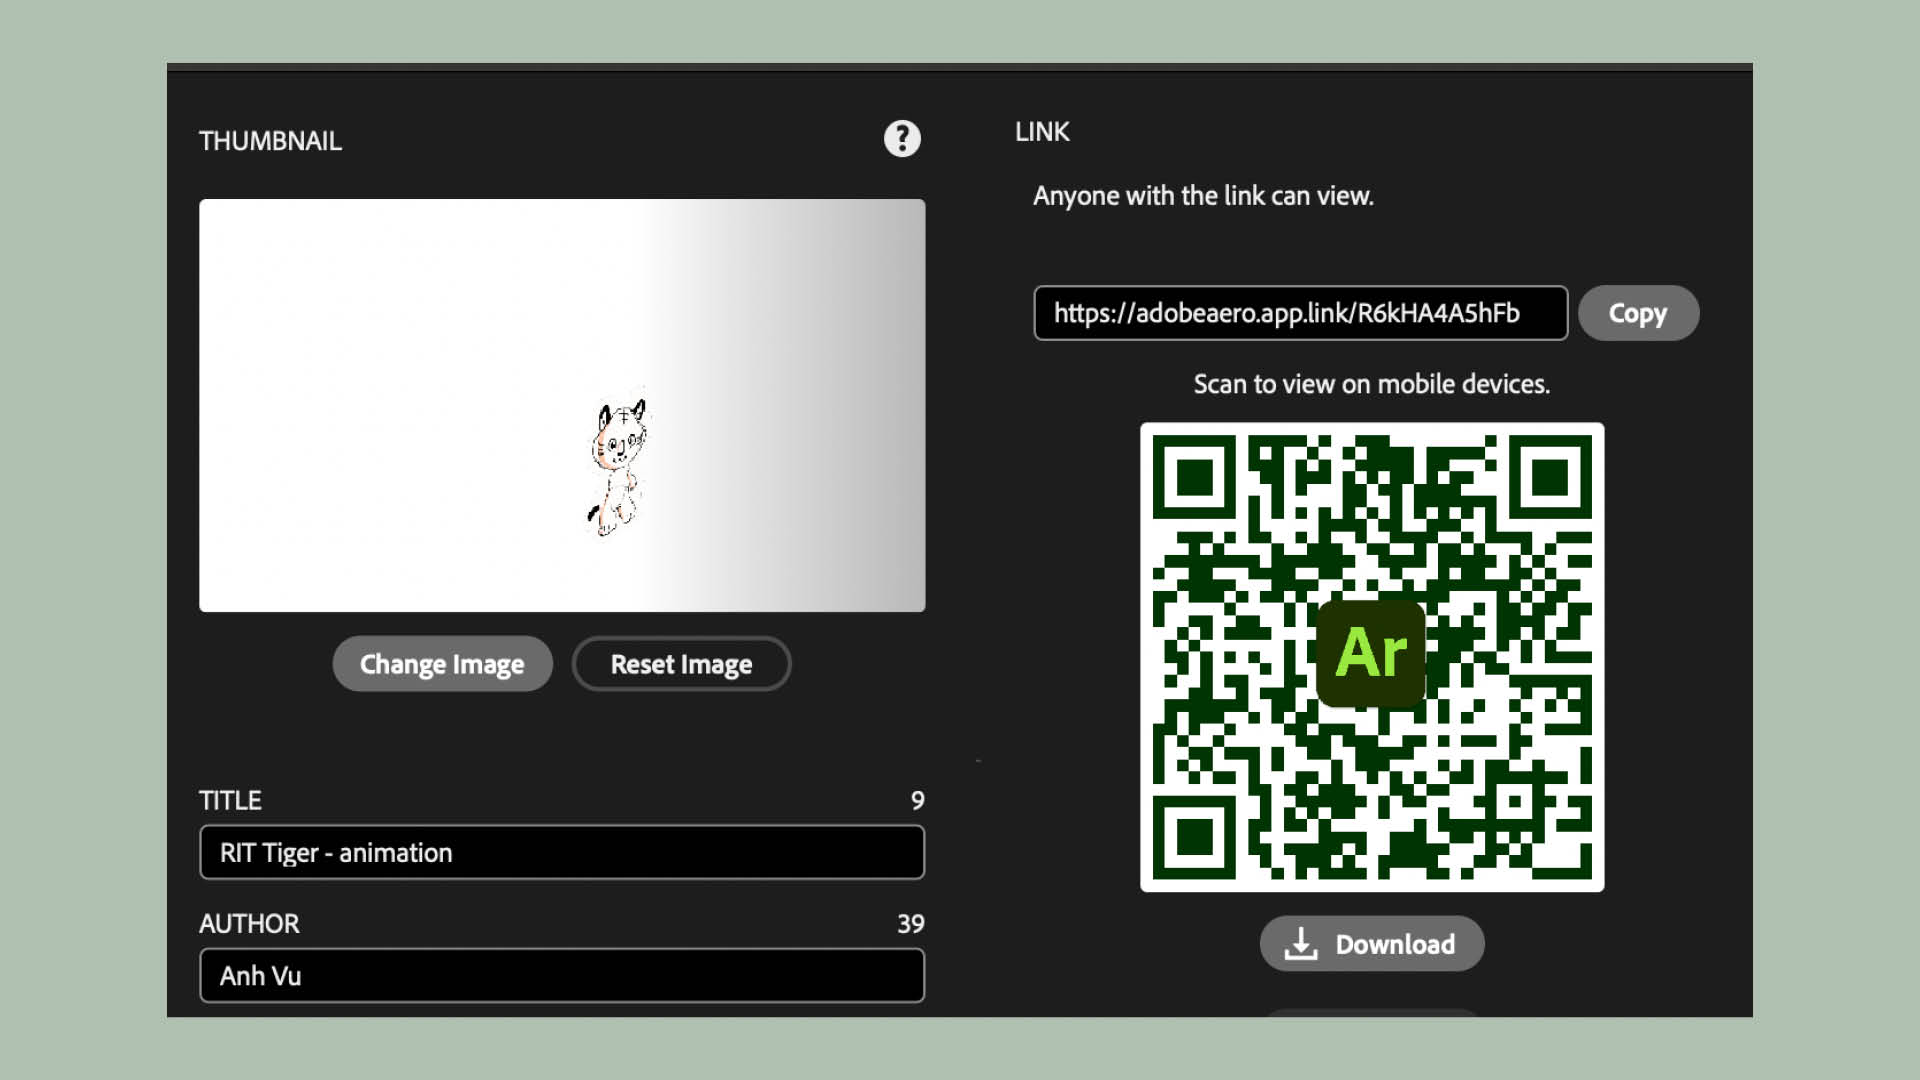 THUMBNAIL
?
Change Image
Reset Image
TITLE
9
RIT Tiger - animation
AUTHOR
39
Anh Vu
LINK
Anyone with the link can view.
https://adobeaero.app.link/R6kHA4A5hFb
Copy
Scan to view on mobile devices.
Ar
Download